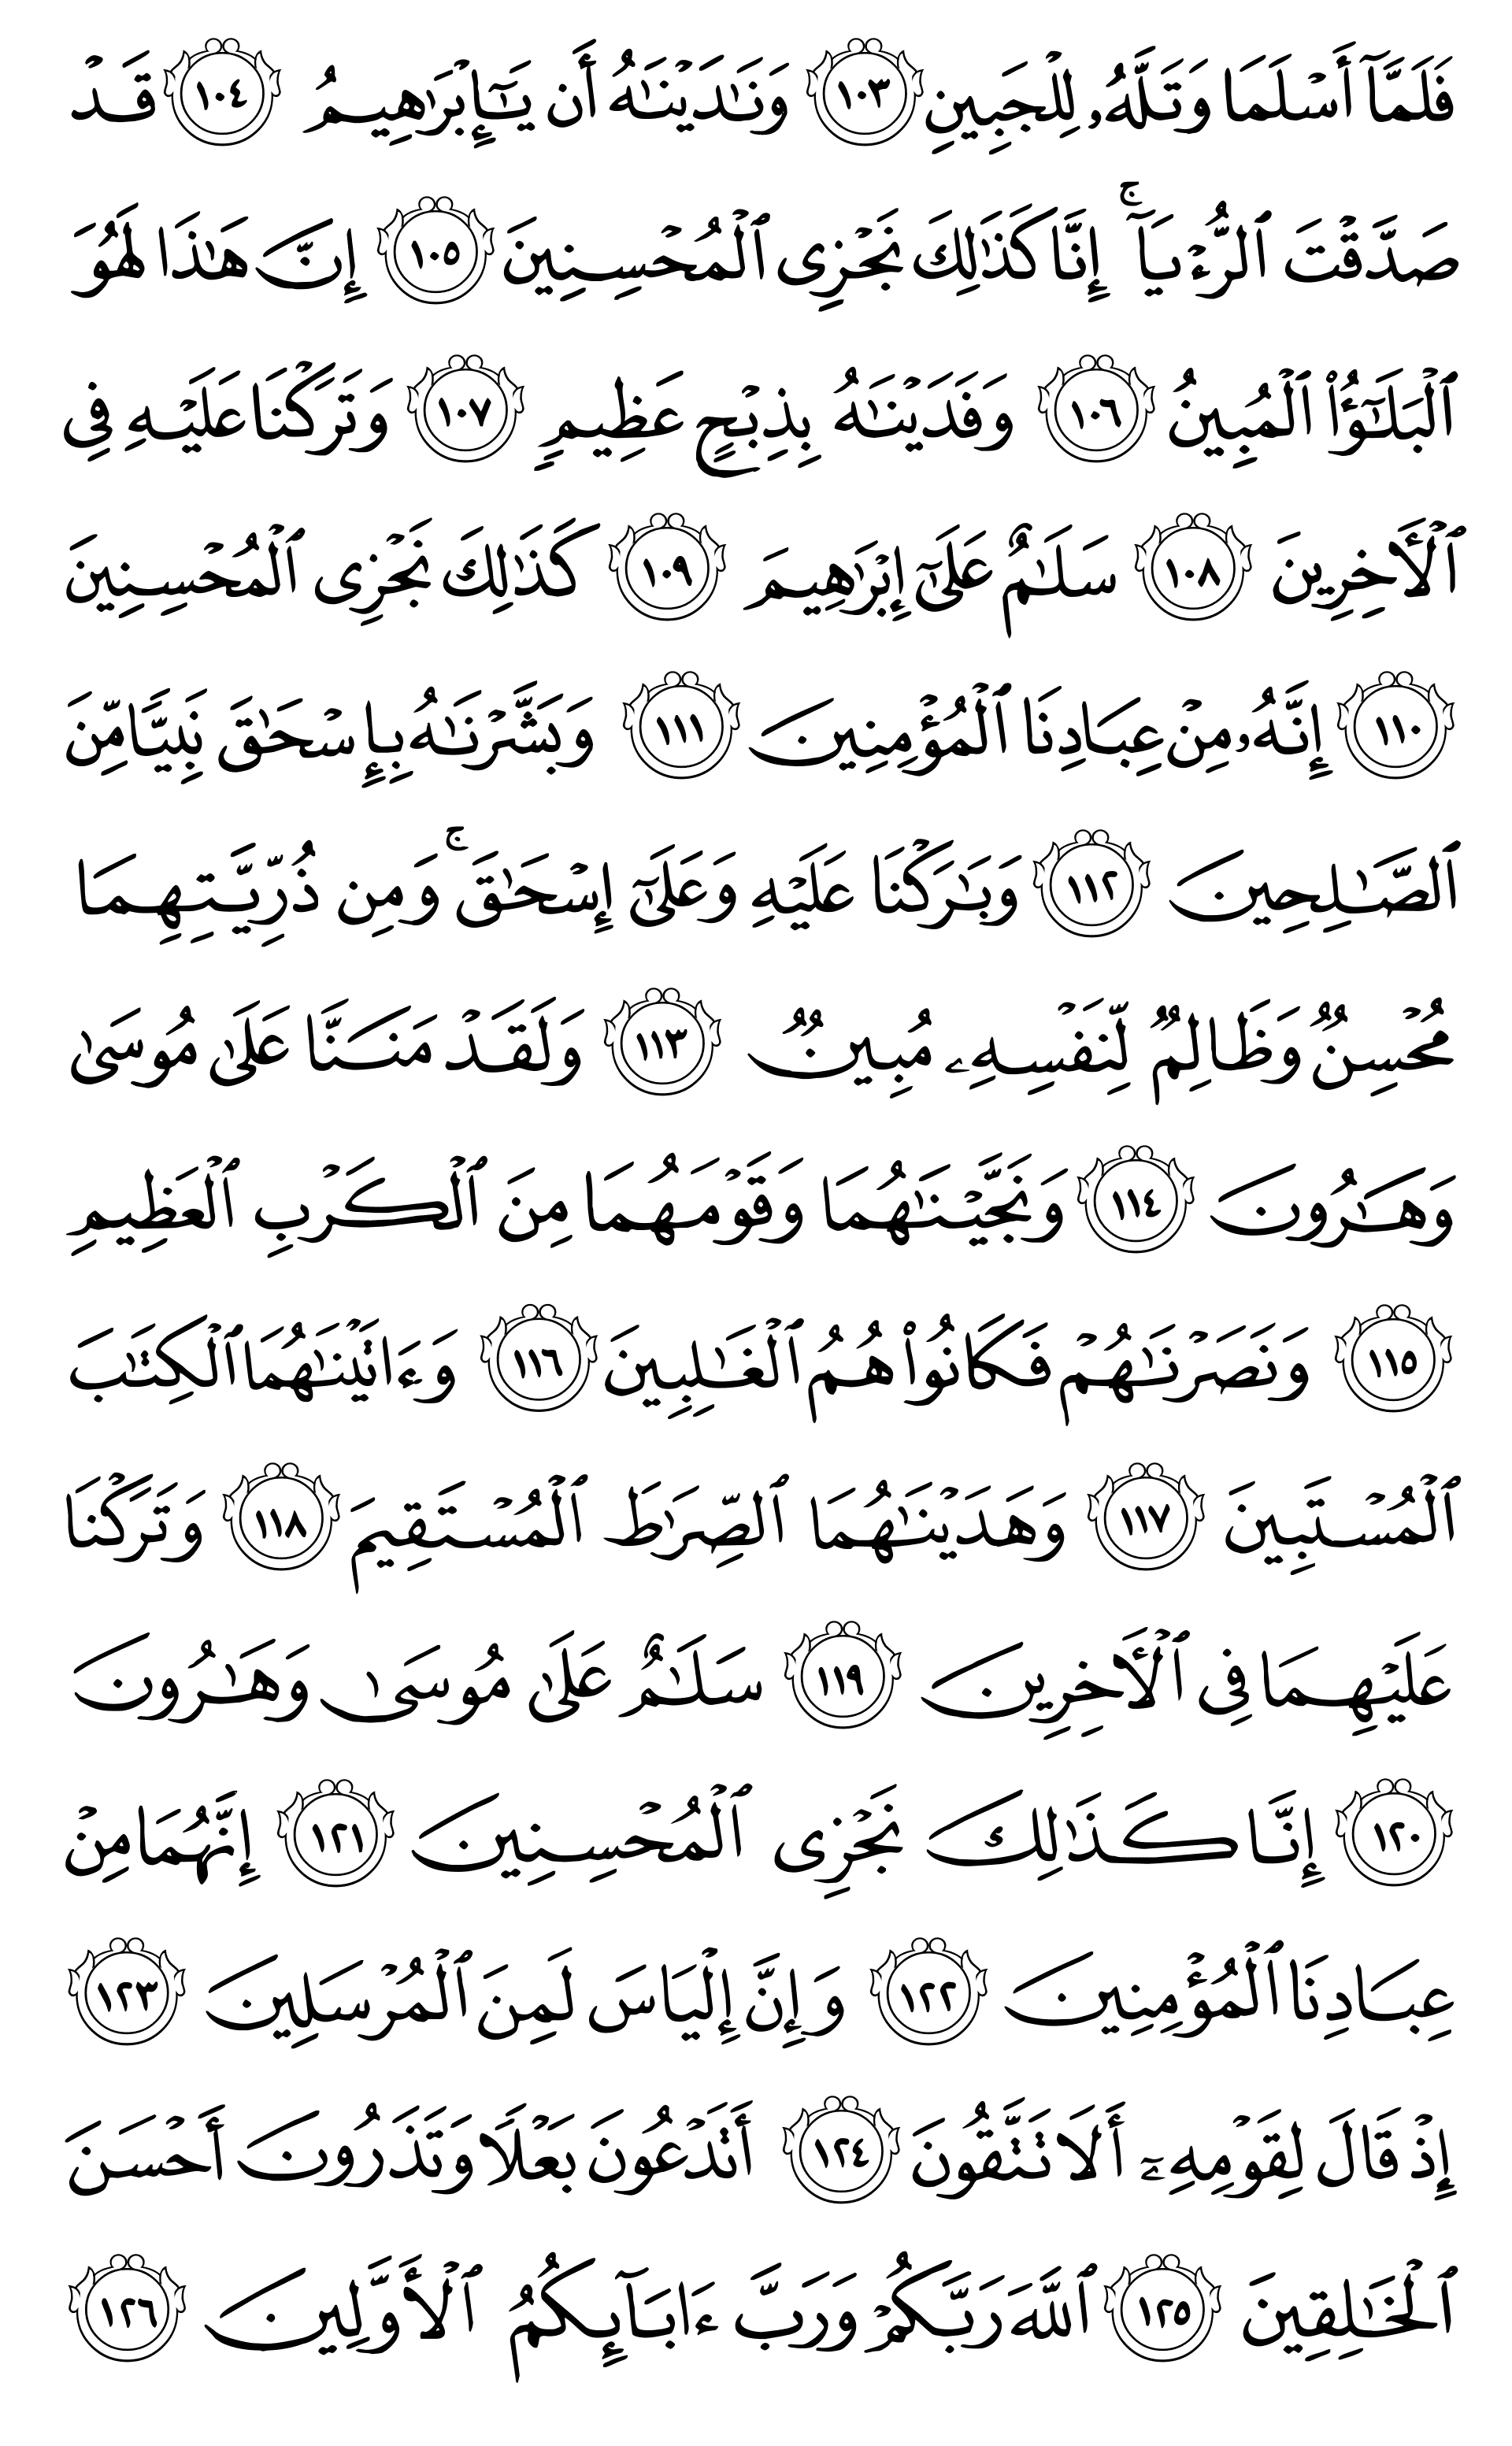 فَلَمَّآ أَسۡلَمَا وَتَلَّهُۥ لِلۡجَبِينِ ١٠٣ وَنَٰدَيۡنَٰهُ أَن يَٰٓإِبۡرَٰهِيمُ ١٠٤ قَدۡ
صَدَّقۡتَ ٱلرُّءۡيَآۚ إِنَّا كَذَٰلِكَ نَجۡزِي ٱلۡمُحۡسِنِينَ ١٠٥ إِنَّ هَٰذَا لَهُوَ
ٱلۡبَلَٰٓؤُاْ ٱلۡمُبِينُ ١٠٦ وَفَدَيۡنَٰهُ بِذِبۡحٍ عَظِيمٖ ١٠٧ وَتَرَكۡنَا عَلَيۡهِ فِي
ٱلۡأٓخِرِينَ ١٠٨ سَلَٰمٌ عَلَىٰٓ إِبۡرَٰهِيمَ ١٠٩ كَذَٰلِكَ نَجۡزِي ٱلۡمُحۡسِنِينَ
١١٠ إِنَّهُۥ مِنۡ عِبَادِنَا ٱلۡمُؤۡمِنِينَ ١١١ وَبَشَّرۡنَٰهُ بِإِسۡحَٰقَ نَبِيّٗا مِّنَ
ٱلصَّٰلِحِينَ ١١٢ وَبَٰرَكۡنَا عَلَيۡهِ وَعَلَىٰٓ إِسۡحَٰقَۚ وَمِن ذُرِّيَّتِهِمَا
مُحۡسِنٞ وَظَالِمٞ لِّنَفۡسِهِۦ مُبِينٞ ١١٣ وَلَقَدۡ مَنَنَّا عَلَىٰ مُوسَىٰ
وَهَٰرُونَ ١١٤ وَنَجَّيۡنَٰهُمَا وَقَوۡمَهُمَا مِنَ ٱلۡكَرۡبِ ٱلۡعَظِيمِ
١١٥ وَنَصَرۡنَٰهُمۡ فَكَانُواْ هُمُ ٱلۡغَٰلِبِينَ ١١٦ وَءَاتَيۡنَٰهُمَا ٱلۡكِتَٰبَ
ٱلۡمُسۡتَبِينَ ١١٧ وَهَدَيۡنَٰهُمَا ٱلصِّرَٰطَ ٱلۡمُسۡتَقِيمَ ١١٨ وَتَرَكۡنَا
عَلَيۡهِمَا فِي ٱلۡأٓخِرِينَ ١١٩ سَلَٰمٌ عَلَىٰ مُوسَىٰ وَهَٰرُونَ
١٢٠ إِنَّا كَذَٰلِكَ نَجۡزِي ٱلۡمُحۡسِنِينَ ١٢١ إِنَّهُمَا مِنۡ
عِبَادِنَا ٱلۡمُؤۡمِنِينَ ١٢٢ وَإِنَّ إِلۡيَاسَ لَمِنَ ٱلۡمُرۡسَلِينَ ١٢٣
إِذۡ قَالَ لِقَوۡمِهِۦٓ أَلَا تَتَّقُونَ ١٢٤ أَتَدۡعُونَ بَعۡلٗا وَتَذَرُونَ أَحۡسَنَ
ٱلۡخَٰلِقِينَ ١٢٥ ٱللَّهَ رَبَّكُمۡ وَرَبَّ ءَابَآئِكُمُ ٱلۡأَوَّلِينَ ١٢٦